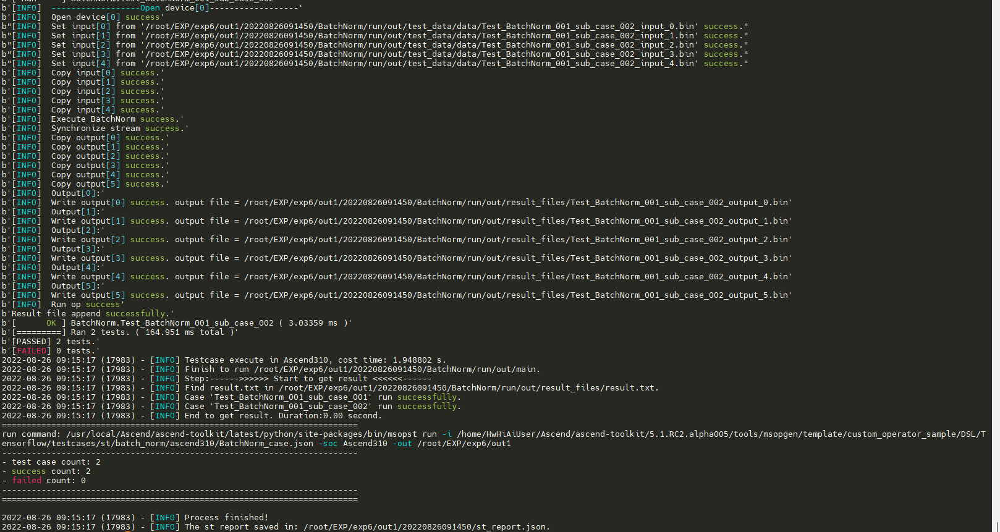 b'[INFO]  ------------------Open device[0]------------------'
b'[INFO]  Open device[0] success'
b"[INFO]  Set input[0] from '/root/EXP/exp6/out1/20220826091450/BatchNorm/run/out/test_data/data/Test_BatchNorm_001_sub_case_002_input_0.bin' success."
b"[INFO]  Set input[1] from '/root/EXP/exp6/out1/20220826091450/BatchNorm/run/out/test_data/data/Test_BatchNorm_001_sub_case_002_input_1.bin' success."
b"[INFO]  Set input[2] from '/root/EXP/exp6/out1/20220826091450/BatchNorm/run/out/test_data/data/Test_BatchNorm_001_sub_case_002_input_2.bin' success."
b"[INFO]  Set input[3] from '/root/EXP/exp6/out1/20220826091450/BatchNorm/run/out/test_data/data/Test_BatchNorm_001_sub_case_002_input_3.bin' success."
b"[INFO]  Set input[4] from '/root/EXP/exp6/out1/20220826091450/BatchNorm/run/out/test_data/data/Test_BatchNorm_001_sub_case_002_input_4.bin' success."
b'[INFO]  Copy input[0] success.'
b'[INFO]  Copy input[1] success.'
b'[INFO]  Copy input[2] success.'
b'[INFO]  Copy input[3] success.'
b'[INFO]  Copy input[4] success.'
b'[INFO]  Execute BatchNorm success.'
b'[INFO]  Synchronize stream success.'
b'[INFO]  Copy output[0] success.'
b'[INFO]  Copy output[1] success.'
b'[INFO]  Copy output[2] success.'
b'[INFO]  Copy output[3] success.'
b'[INFO]  Copy output[4] success.'
b'[INFO]  Copy output[5] success.'
b'[INFO]  Output[0]:'
b'[INFO]  Write output[0] success. output file = /root/EXP/exp6/out1/20220826091450/BatchNorm/run/out/result_files/Test_BatchNorm_001_sub_case_002_output_0.bin'
b'[INFO]  Output[1]:'
b'[INFO]  Write output[1] success. output file = /root/EXP/exp6/out1/20220826091450/BatchNorm/run/out/result_files/Test_BatchNorm_001_sub_case_002_output_1.bin'
b'[INFO]  Output[2]:'
b'[INFO]  Write output[2] success. output file = /root/EXP/exp6/out1/20220826091450/BatchNorm/run/out/result_files/Test_BatchNorm_001_sub_case_002_output_2.bin'
b'[INFO]  Output[3]:'
b'[INFO]  Write output[3] success. output file = /root/EXP/exp6/out1/20220826091450/BatchNorm/run/out/result_files/Test_BatchNorm_001_sub_case_002_output_3.bin'
b'[INFO]  Output[4]:'
b'[INFO]  Write output[4] success. output file = /root/EXP/exp6/out1/20220826091450/BatchNorm/run/out/result_files/Test_BatchNorm_001_sub_case_002_output_4.bin'
b'[INFO]  Output[5]:'
b'[INFO]  Write output[5] success. output file = /root/EXP/exp6/out1/20220826091450/BatchNorm/run/out/result_files/Test_BatchNorm_001_sub_case_002_output_5.bin'
b'[INFO]  Run op success'
b'Result file append successfully.'
b'[      OK ] BatchNorm.Test_BatchNorm_001_sub_case_002 ( 3.03359 ms )'
b'[=========] Ran 2 tests. ( 164.951 ms total )'
b'[PASSED] 2 tests.'
b'[FAILED] 0 tests.'
2022-08-26 09:15:17 (17983) - [INFO] Testcase execute in Ascend310, cost time: 1.948802 s.
2022-08-26 09:15:17 (17983) - [INFO] Finish to run /root/EXP/exp6/out1/20220826091450/BatchNorm/run/out/main.
2022-08-26 09:15:17 (17983) - [INFO] Step:------>>>>>> Start to get result <<<<<<------
2022-08-26 09:15:17 (17983) - [INFO] Find result.txt in /root/EXP/exp6/out1/20220826091450/BatchNorm/run/out/result_files/result.txt.
2022-08-26 09:15:17 (17983) - [INFO] Case 'Test_BatchNorm_001_sub_case_001' run successfully.
2022-08-26 09:15:17 (17983) - [INFO] Case 'Test_BatchNorm_001_sub_case_002' run successfully.
2022-08-26 09:15:17 (17983) - [INFO] End to get result. Duration:0.00 second.
========================================================================
run command: /usr/local/Ascend/ascend-toolkit/latest/python/site-packages/bin/msopst run -i /home/HwHiAiUser/Ascend/ascend-toolkit/5.1.RC2.alpha005/tools/msopgen/template/custom_operator_sample/DSL/T
ensorflow/testcases/st/batch_norm/ascend310/BatchNorm_case.json -soc Ascend310 -out /root/EXP/exp6/out1
------------------------------------------------------------------------
- test case count: 2
- success count: 2
- failed count: 0
------------------------------------------------------------------------
========================================================================
2022-08-26 09:15:17 (17983) - [INFO] Process finished!
2022-08-26 09:15:17 (17983) - [INFO] The st report saved in: /root/EXP/exp6/out1/20220826091450/st_report.json.